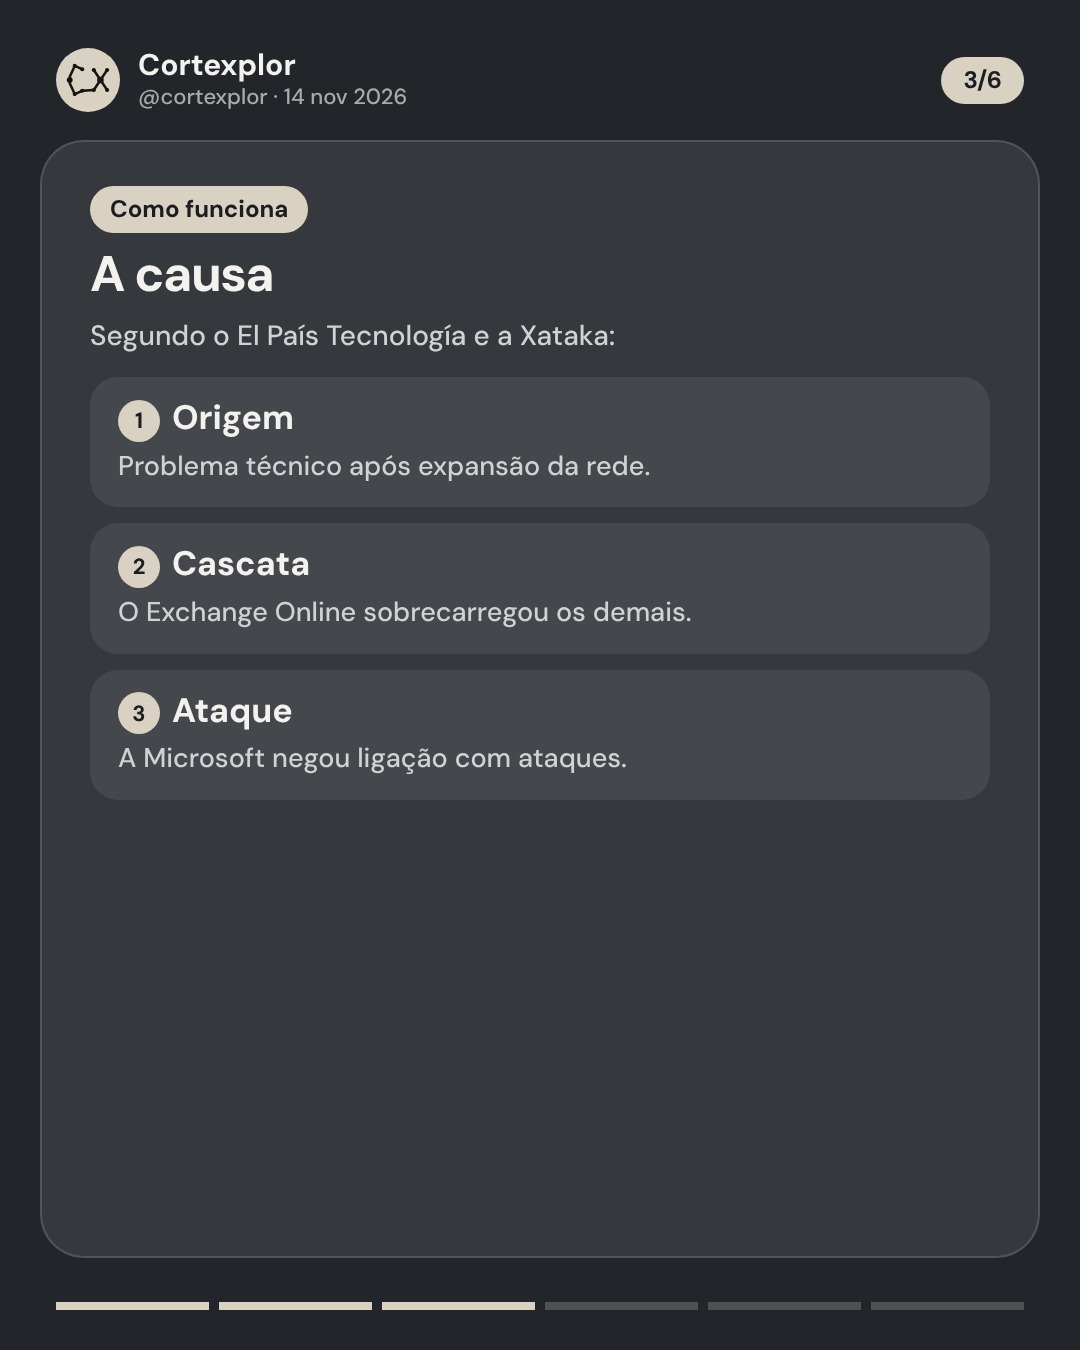 Cortexplor
@cortexplor · 14 nov 2026
3/6
Como funciona
A causa
Segundo o El País Tecnología e a Xataka:
1 Origem
Problema técnico após expansão da rede.
2 Cascata
O Exchange Online sobrecarregou os demais.
3 Ataque
A Microsoft negou ligação com ataques.